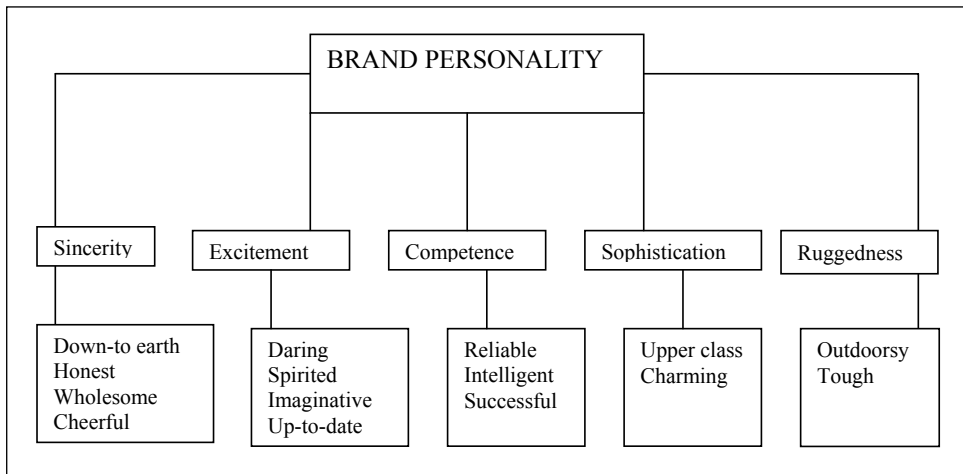 BRAND PERSONALITY
Sincerity
Excitement
Competence
Sophistication
Ruggedness
Down-to earth
Honest
Wholesome
Cheerful
Daring
Spirited
Imaginative
Up-to-date
Reliable
Intelligent
Successful
Upper class
Charming
Outdoorsy
Tough